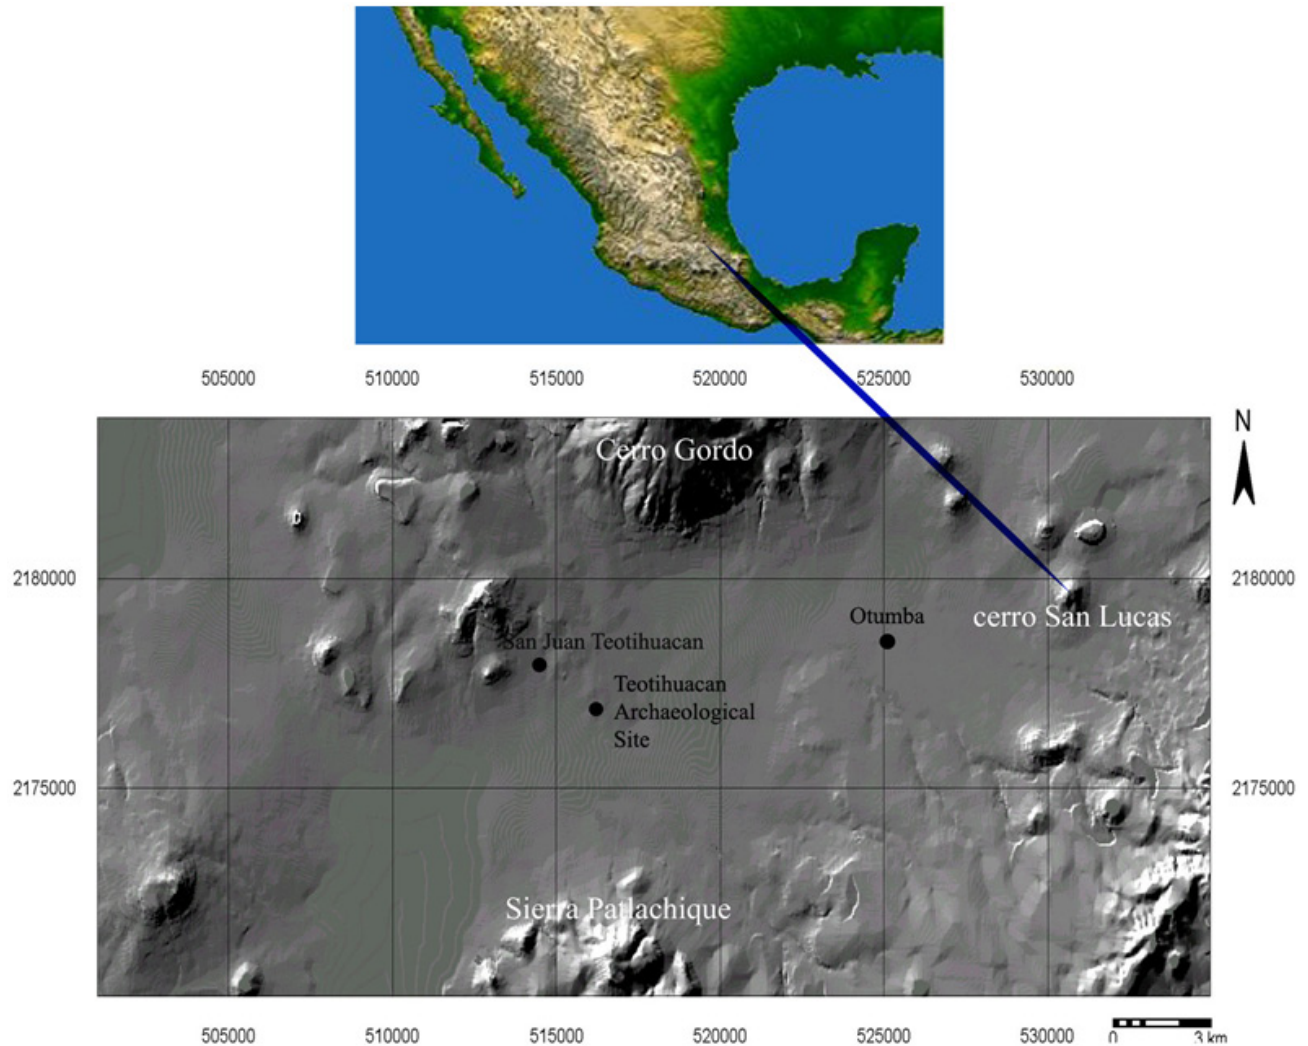 505000 510000 515000 520000 525000 530000
N
Cerro Gordo
2180000 2180000
Otumba
cerro San Lucas
San Juan Teotihuacan
Teotihuacan
Archaeological
Site
2175000 2175000
Sierra Patlachique
505000 510000 515000 520000 525000 530000
0 3 km